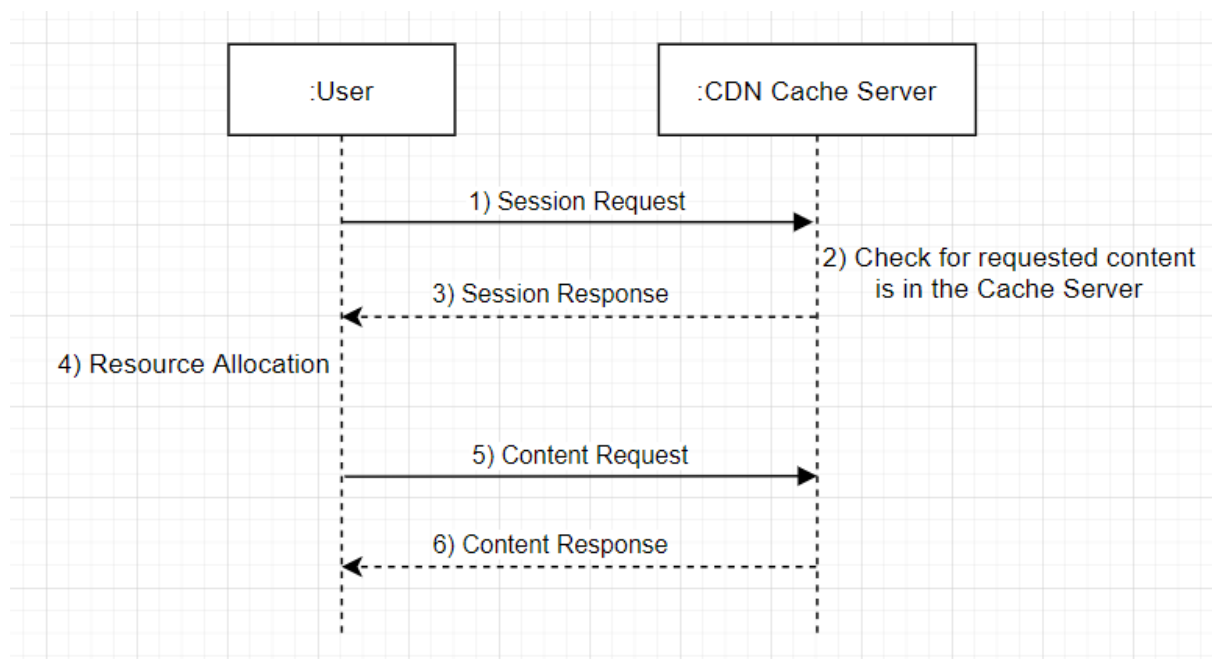 :User
:CDN Cache Server
1) Session Request
2) Check for requested content
is in the Cache Server
3) Session Response
4) Resource Allocation
5) Content Request
6) Content Response